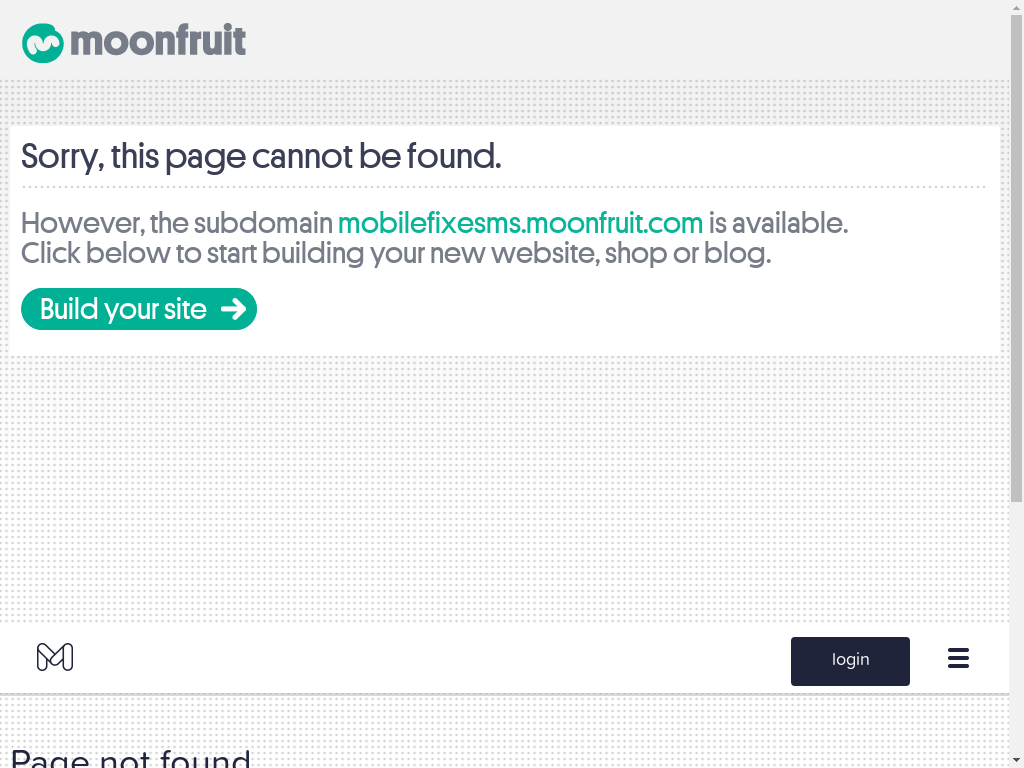 moonfruit
Sorry, this page cannot be found.
However, the subdomain mobilefixesms.moonfruit.com is available.
Click below to start building your new website, shop or blog.
Build your site
login
Page not found